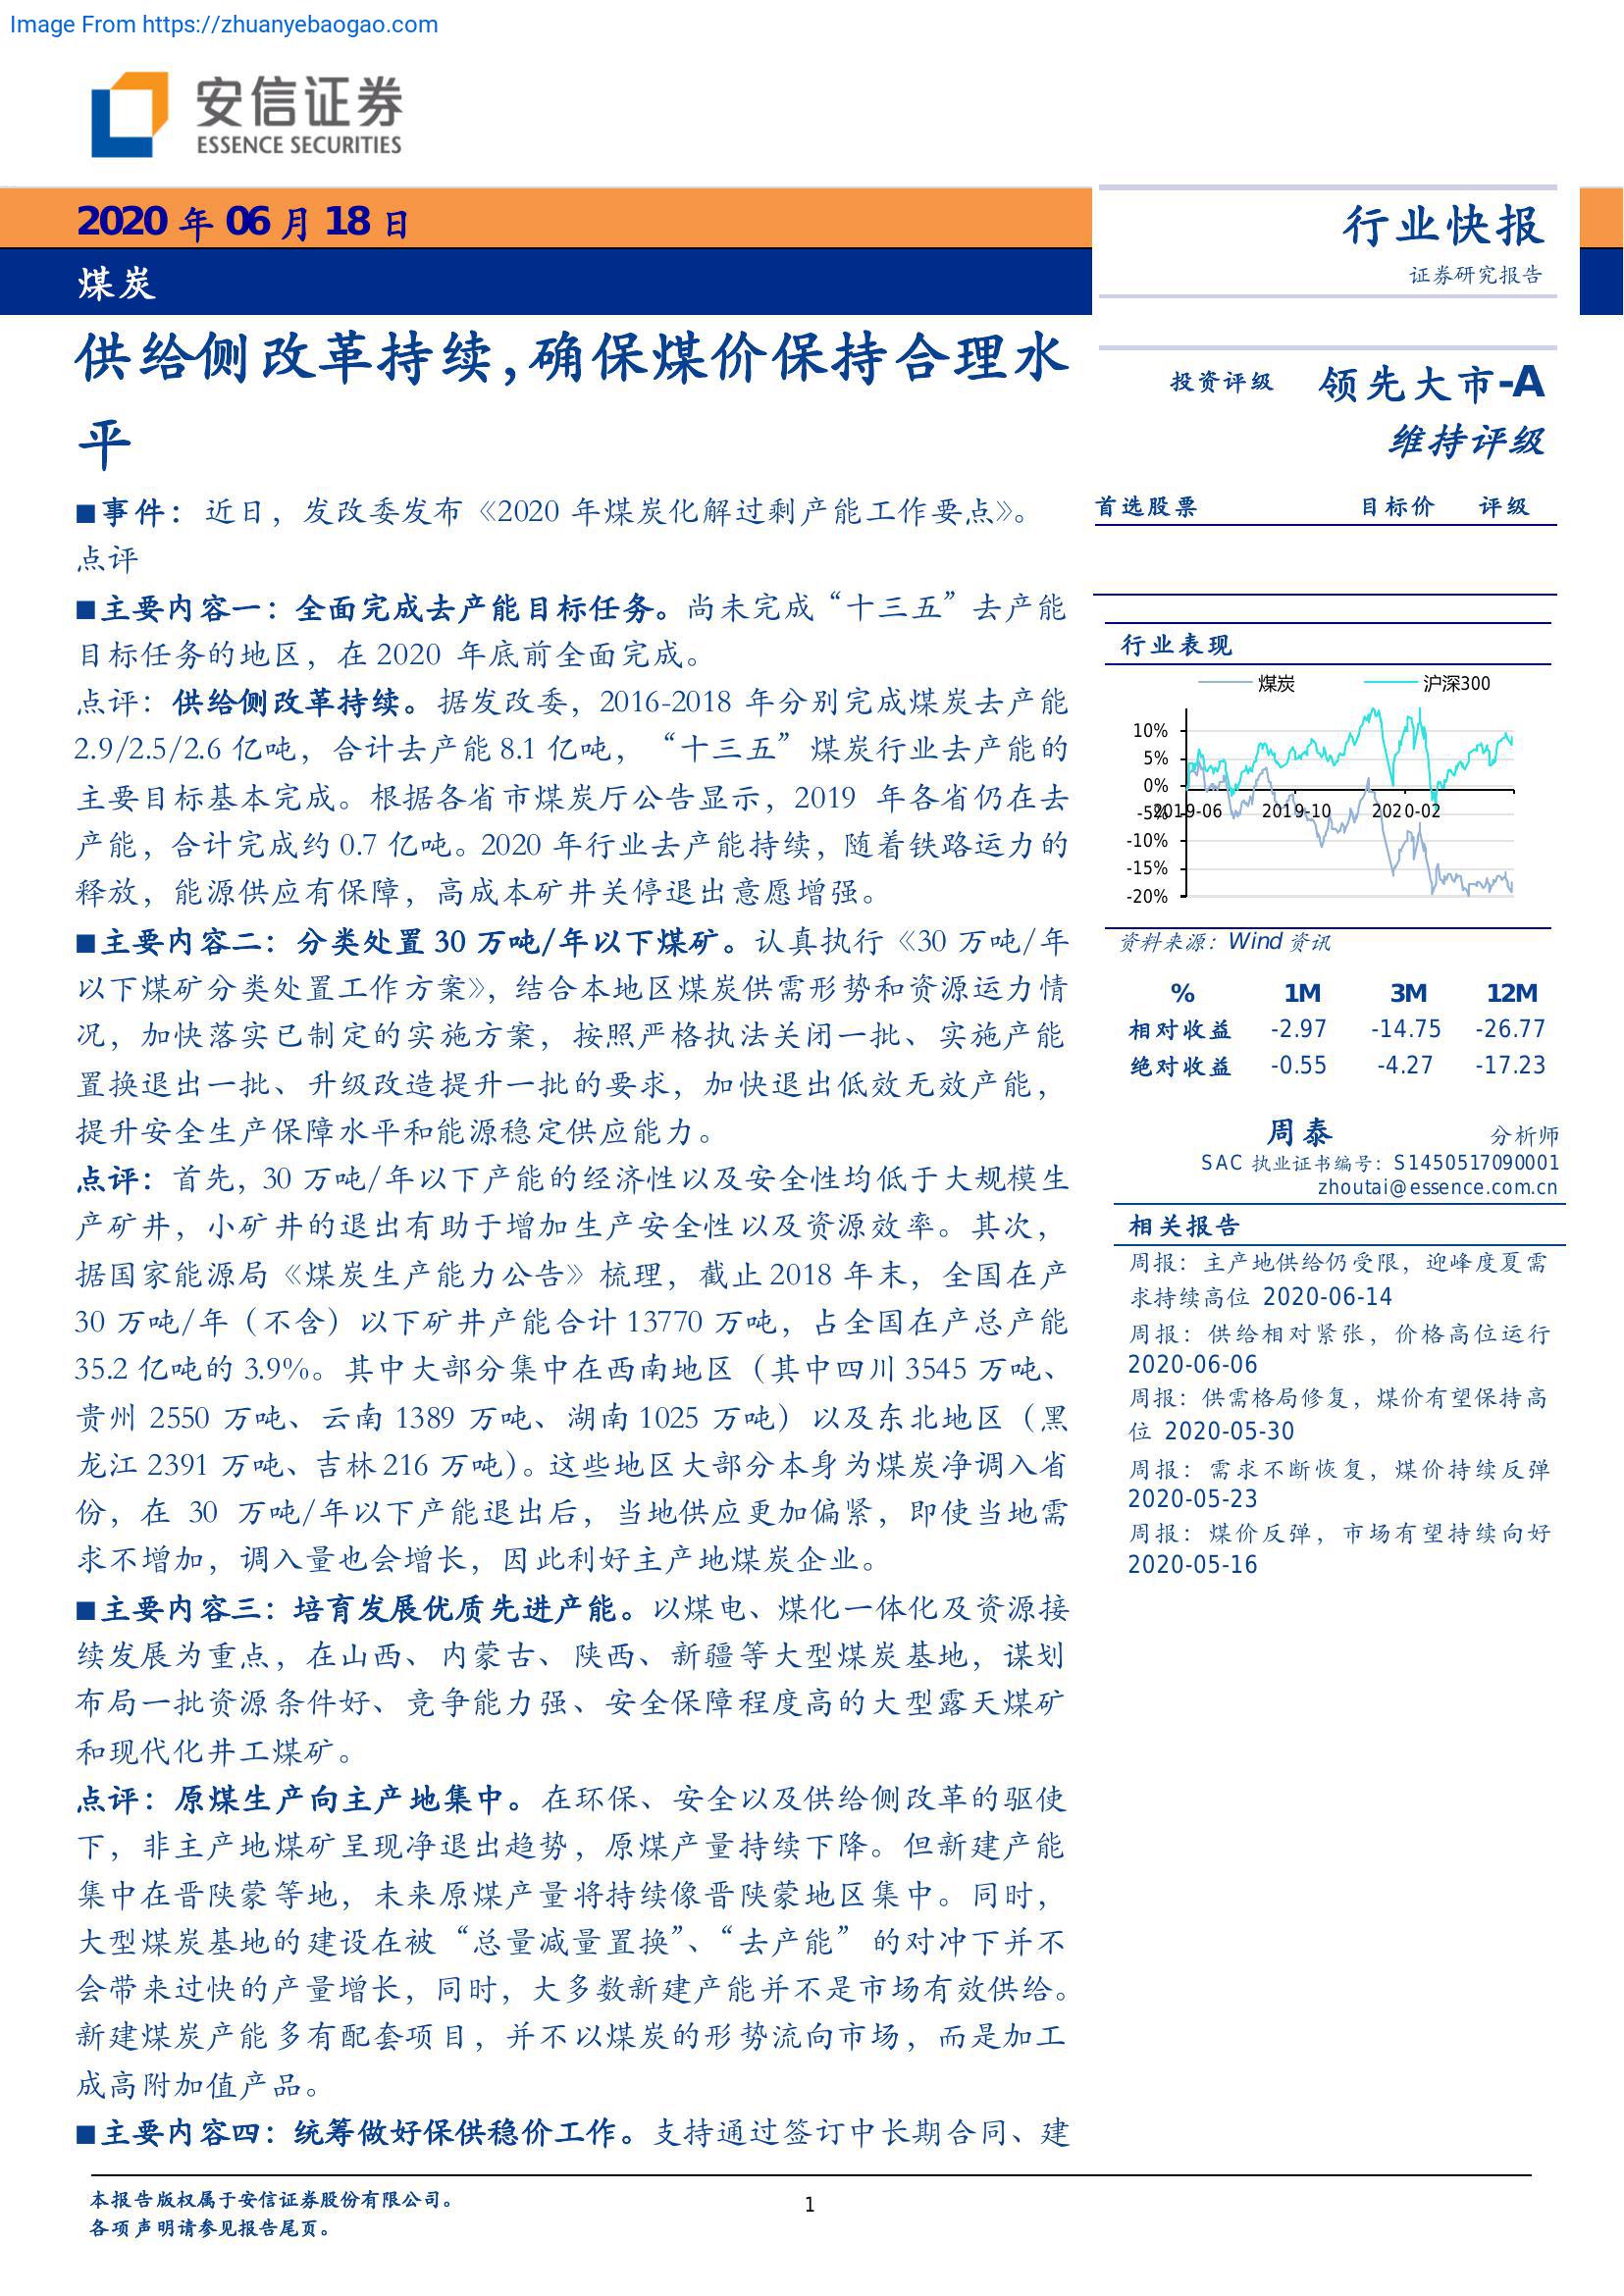 Image From https://zhuanyebaogao.com
安信证券
ESSENCE SECURITIES
2020 年 06 月 18 日
煤炭
行业快报
证券研究报告
供给侧改革持续,确保煤价保持合理水
平
投资评级 领先大市-A
维持评级
首选股票 目标价 评级
■事件：近日，发改委发布《2020 年煤炭化解过剩产能工作要点》。
点评
■主要内容一：全面完成去产能目标任务。尚未完成“十三五”去产能
目标任务的地区，在 2020 年底前全面完成。
点评：供给侧改革持续。据发改委，2016-2018 年分别完成煤炭去产能
2.9/2.5/2.6 亿吨，合计去产能 8.1 亿吨，“十三五”煤炭行业去产能的
主要目标基本完成。根据各省市煤炭厅公告显示，2019 年各省仍在去
产能，合计完成约 0.7 亿吨。2020 年行业去产能持续，随着铁路运力的
释放，能源供应有保障，高成本矿井关停退出意愿增强。
■主要内容二：分类处置 30 万吨/年以下煤矿。认真执行《30 万吨/年
以下煤矿分类处置工作方案》，结合本地区煤炭供需形势和资源运力情
况，加快落实已制定的实施方案，按照严格执法关闭一批、实施产能
置换退出一批、升级改造提升一批的要求，加快退出低效无效产能，
提升安全生产保障水平和能源稳定供应能力。
点评：首先，30 万吨/年以下产能的经济性以及安全性均低于大规模生
产矿井，小矿井的退出有助于增加生产安全性以及资源效率。其次，
据国家能源局《煤炭生产能力公告》梳理，截止 2018 年末，全国在产
30 万吨/年（不含）以下矿井产能合计 13770 万吨，占全国在产总产能
35.2 亿吨的 3.9%。其中大部分集中在西南地区（其中四川 3545 万吨、
贵州 2550 万吨、云南 1389 万吨、湖南 1025 万吨）以及东北地区（黑
龙江 2391 万吨、吉林 216 万吨）。这些地区大部分本身为煤炭净调入省
份，在 30 万吨/年以下产能退出后，当地供应更加偏紧，即使当地需
求不增加，调入量也会增长，因此利好主产地煤炭企业。
■主要内容三：培育发展优质先进产能。以煤电、煤化一体化及资源接
续发展为重点，在山西、内蒙古、陕西、新疆等大型煤炭基地，谋划
布局一批资源条件好、竞争能力强、安全保障程度高的大型露天煤矿
和现代化井工煤矿。
点评：原煤生产向主产地集中。在环保、安全以及供给侧改革的驱使
下，非主产地煤矿呈现净退出趋势，原煤产量持续下降。但新建产能
集中在晋陕蒙等地，未来原煤产量将持续像晋陕蒙地区集中。同时，
大型煤炭基地的建设在被“总量减量置换”、“去产能”的对冲下并不
会带来过快的产量增长，同时，大多数新建产能并不是市场有效供给。
新建煤炭产能多有配套项目，并不以煤炭的形势流向市场，而是加工
成高附加值产品。
■主要内容四：统筹做好保供稳价工作。支持通过签订中长期合同、建
行业表现
煤炭 沪深300
10%
5%
0%
-5%
-10%
-15%
-20%
2019-06 2019-10 2020-02
资料来源：Wind 资讯
% 1M 3M 12M
相对收益 -2.97 -14.75 -26.77
绝对收益 -0.55 -4.27 -17.23
周泰 分析师
SAC 执业证书编号：S1450517090001
zhoutai@essence.com.cn
相关报告
周报：主产地供给仍受限，迎峰度夏需
求持续高位 2020-06-14
周报：供给相对紧张，价格高位运行
2020-06-06
周报：供需格局修复，煤价有望保持高
位 2020-05-30
周报：需求不断恢复，煤价持续反弹
2020-05-23
周报：煤价反弹，市场有望持续向好
2020-05-16
本报告版权属于安信证券股份有限公司。
各项声明请参见报告尾页。
1